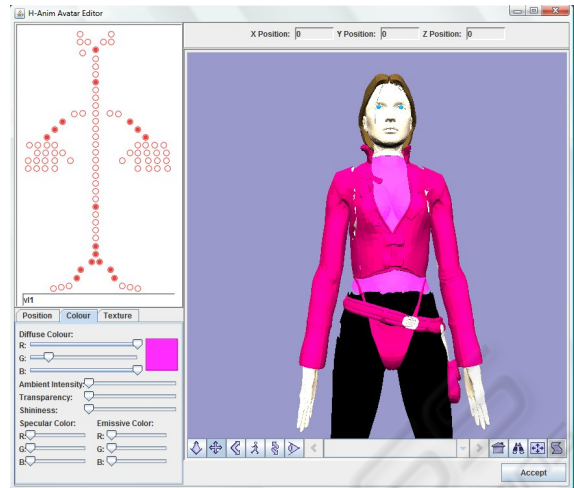 H-Anim Avatar Editor
X Position: 0 Y Position: 0 Z Position: 0
vl1
Position Colour Texture
Diffuse Colour:
R:
G:
B:
Ambient Intensity:
Transparency:
Shininess:
Specular Color: Emissive Color:
R: R:
G: G:
B: B:
Accept